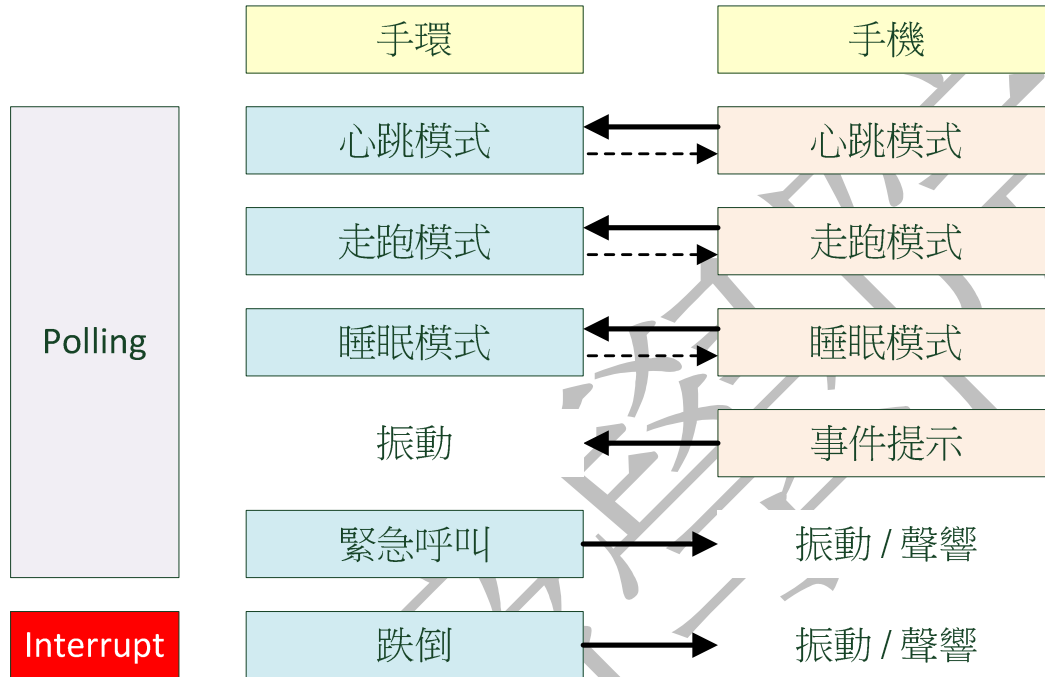 手環
手機
心跳模式
心跳模式
走跑模式
走跑模式
Polling
睡眠模式
睡眠模式
振動
事件提示
緊急呼叫
振動 / 聲響
Interrupt
跌倒
振動 / 聲響